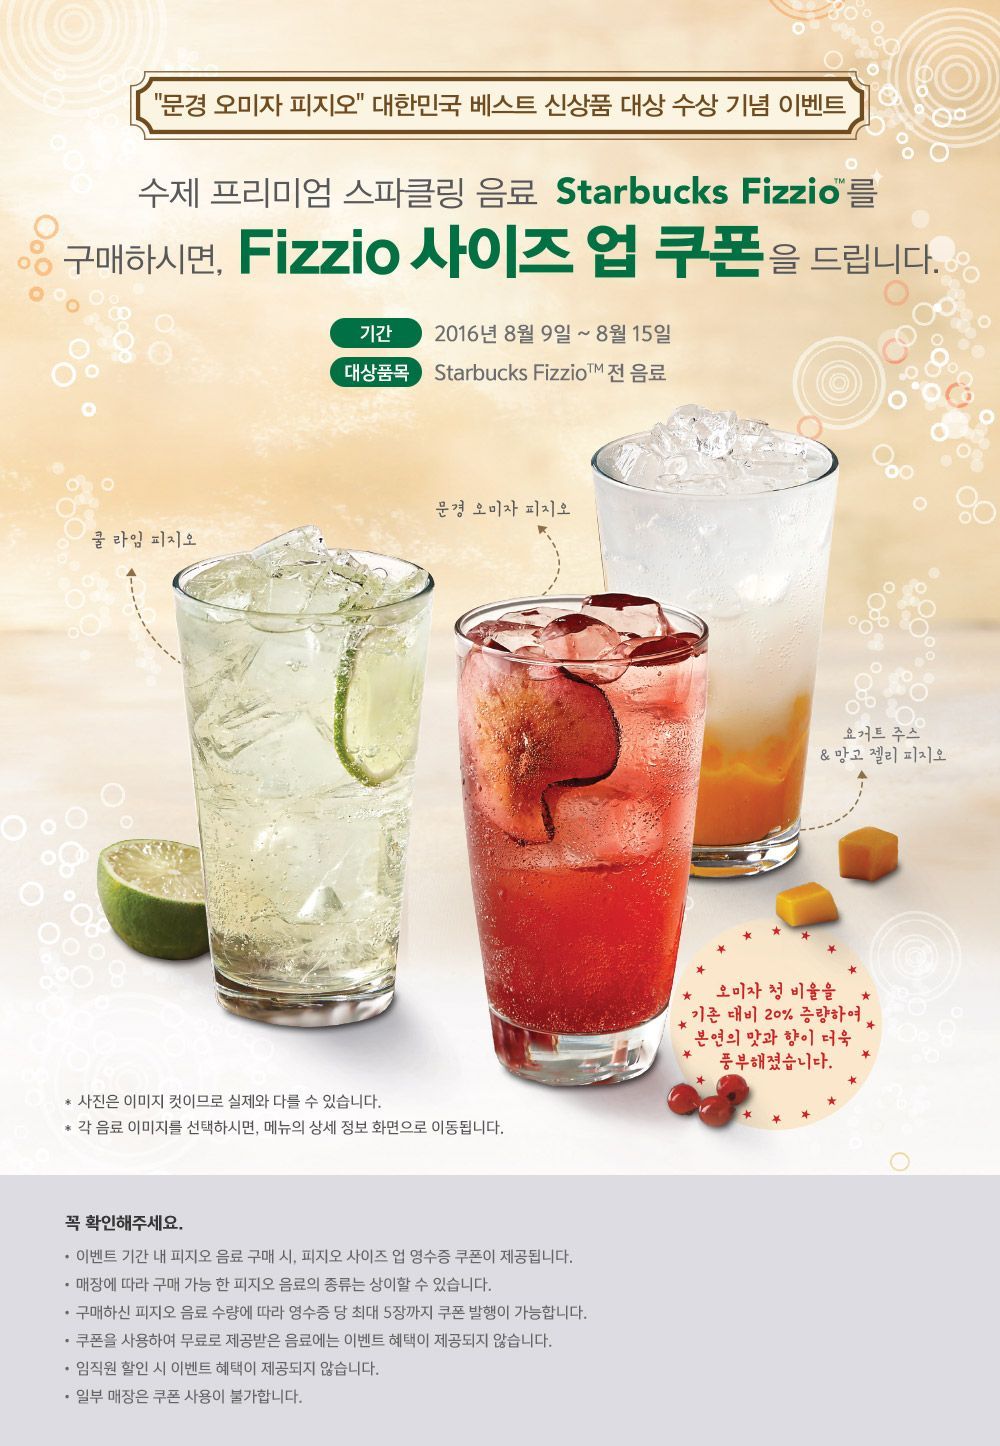 "문경 오미자 피지오" 대한민국 베스트 신상품 대상 수상 기념 이벤트
수제 프리미엄 스파클링 음료 Starbucks Fizzio™를
구매하시면, Fizzio 사이즈 업 쿠폰을 드립니다.
기간 2016년 8월 9일 ~ 8월 15일
대상품목 Starbucks Fizzio™ 전 음료
문경 오미자 피지오
쿨 라임 피지오
요거트 주스
& 망고 젤리 피지오
오미자 청 비율을
기존 대비 20% 증량하여
본연의 맛과 향이 더욱
풍부해졌습니다.
* 사진은 이미지 컷이므로 실제와 다를 수 있습니다.
* 각 음료 이미지를 선택하시면, 메뉴의 상세 정보 화면으로 이동됩니다.
꼭 확인해주세요.
• 이벤트 기간 내 피지오 음료 구매 시, 피지오 사이즈 업 영수증 쿠폰이 제공됩니다.
• 매장에 따라 구매 가능 한 피지오 음료의 종류는 상이할 수 있습니다.
• 구매하신 피지오 음료 수량에 따라 영수증 당 최대 5장까지 쿠폰 발행이 가능합니다.
• 쿠폰을 사용하여 무료로 제공받은 음료에는 이벤트 혜택이 제공되지 않습니다.
• 임직원 할인 시 이벤트 혜택이 제공되지 않습니다.
• 일부 매장은 쿠폰 사용이 불가합니다.